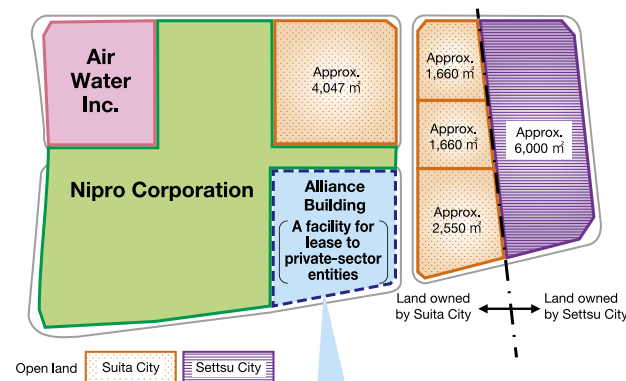 Air
Water
Inc.
Approx.
4,047 ㎡
Approx.
1,660 ㎡
Approx.
1,660 ㎡
Approx.
6,000 ㎡
Nipro Corporation
Alliance
Building
A facility for
lease to
private-sector
entities
Approx.
2,550 ㎡
Land owned
by Suita City
Land owned
by Settsu City
Open land
Suita City
Settsu City